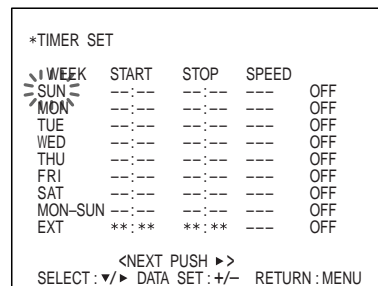 *TIMER SET
WEEK START STOP SPEED
SUN --:-- --:-- --- OFF
MON --:-- --:-- --- OFF
TUE --:-- --:-- --- OFF
WED --:-- --:-- --- OFF
THU --:-- --:-- --- OFF
FRI --:-- --:-- --- OFF
SAT --:-- --:-- --- OFF
MON–SUN --:-- --:-- --- OFF
EXT **:** **:** --- OFF
<NEXT PUSH ►>
SELECT : ▼/► DATA SET : +/– RETURN : MENU